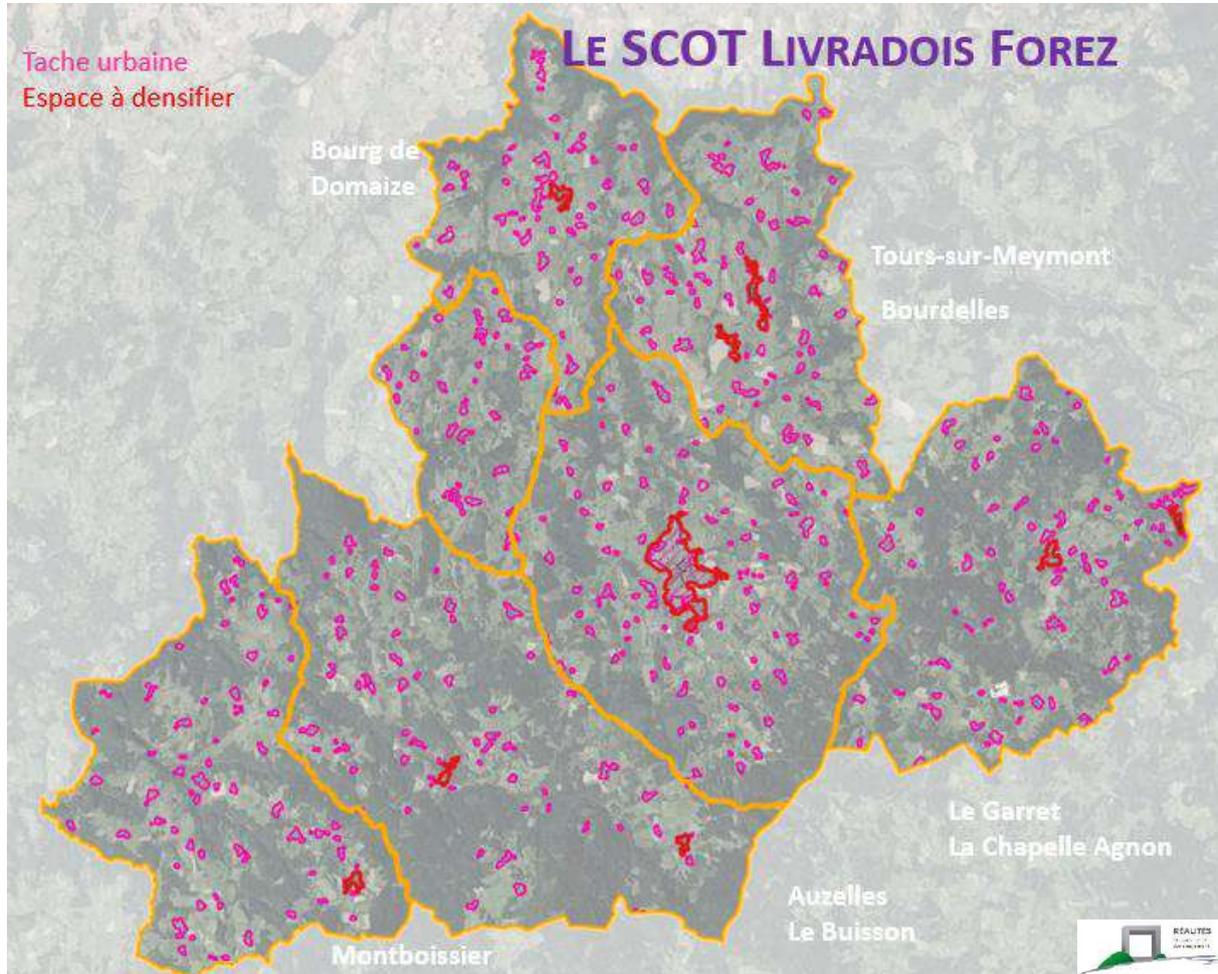 LE SCOT LIVRADOIS FOREZ
Tache urbaine
Espace à densifier
Bourg de
Domaize
Tours-sur-Meymont
Bourdelles
Le Garret
La Chapelle Agnon
Auzelles
Le Buisson
Montboissier
RÉALITÉS